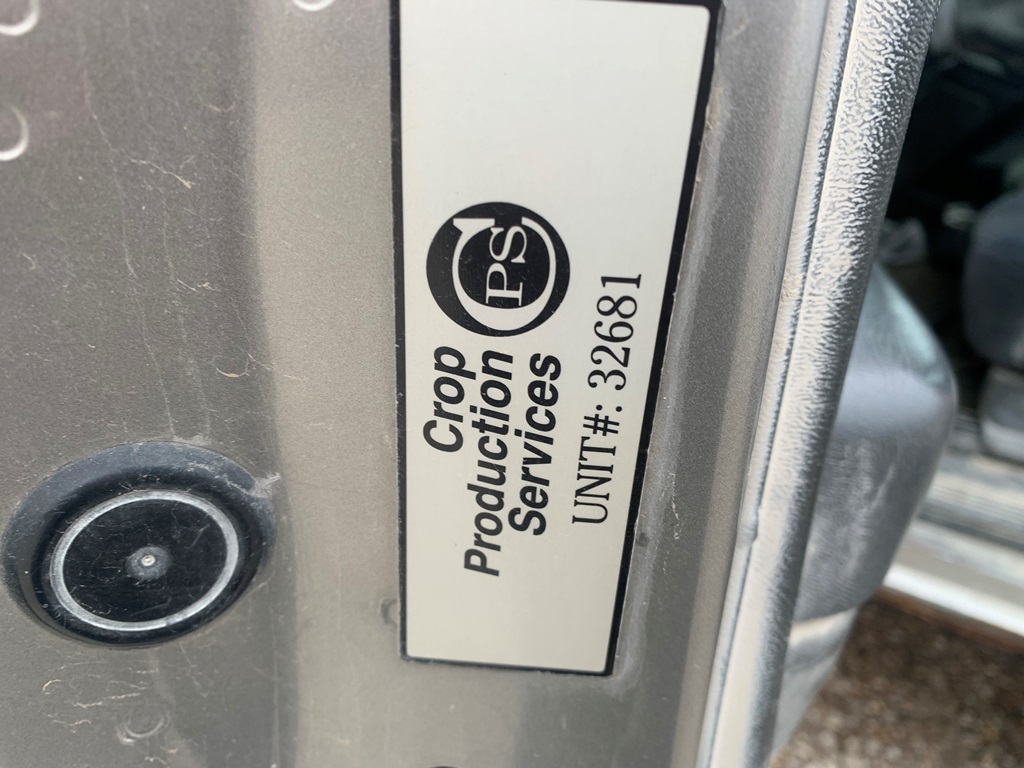 CPS
Crop
Production
Services
UNIT#: 32681